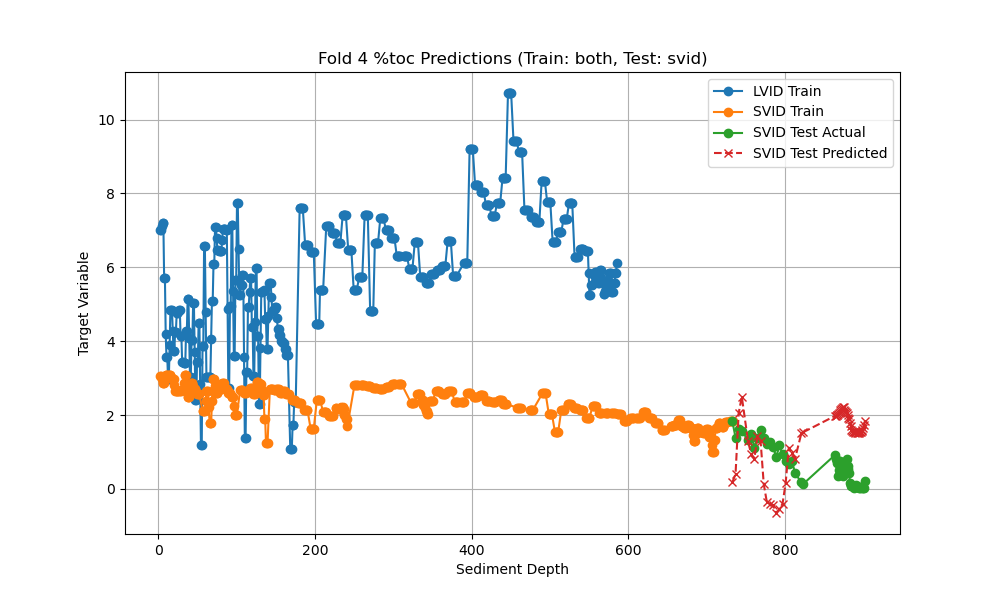 Fold 4 %toc Predictions (Train: both, Test: svid)
LVID Train
SVID Train
SVID Test Actual
SVID Test Predicted
Target Variable
10
8
6
4
2
0
0 200 400 600 800
Sediment Depth